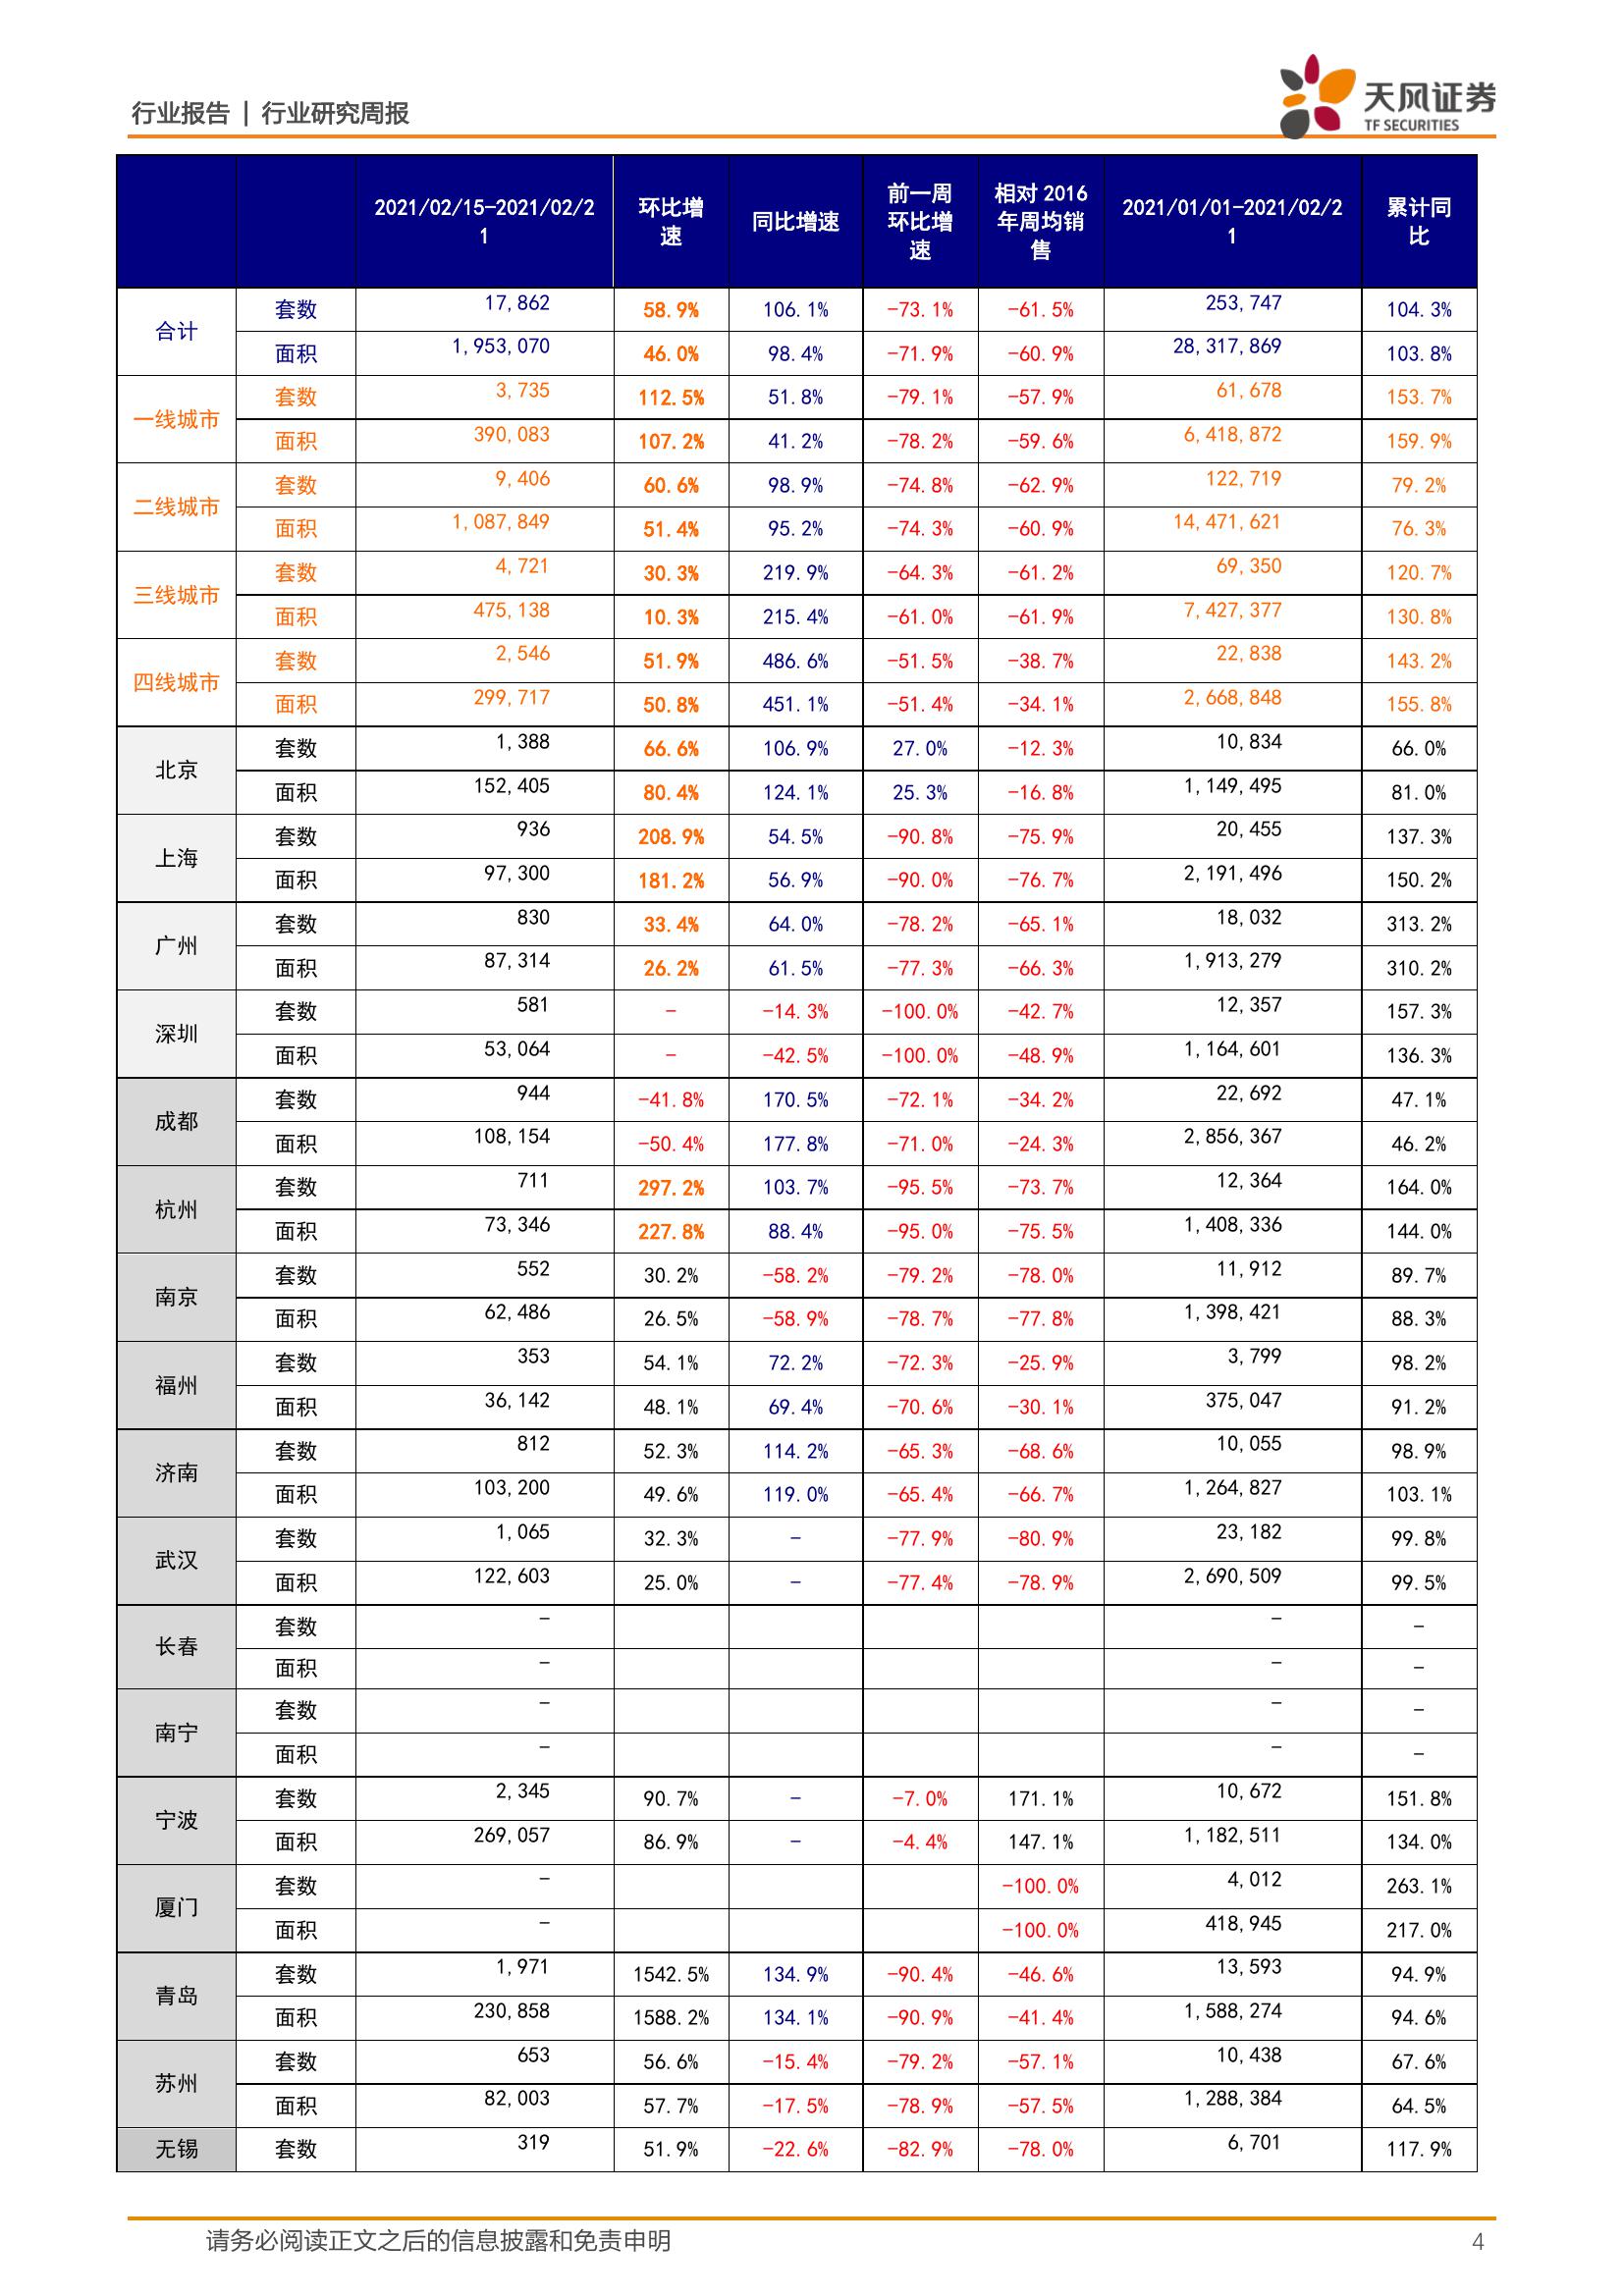 行业报告 | 行业研究周报
天风证券
TF SECURITIES
2021/02/15-2021/02/21 环比增速 同比增速 前一周环比增速 相对 2016 年周均销售 2021/01/01-2021/02/21 累计同比
合计 套数 17,862 58.9% 106.1% -73.1% -61.5% 253,747 104.3%
面积 1,953,070 46.0% 98.4% -71.9% -60.9% 28,317,869 103.8%
一线城市 套数 3,735 112.5% 51.8% -79.1% -57.9% 61,678 153.7%
面积 390,083 107.2% 41.2% -78.2% -59.6% 6,418,872 159.9%
二线城市 套数 9,406 60.6% 98.9% -74.8% -62.9% 122,719 79.2%
面积 1,087,849 51.4% 95.2% -74.3% -60.9% 14,471,621 76.3%
三线城市 套数 4,721 30.3% 219.9% -64.3% -61.2% 69,350 120.7%
面积 475,138 10.3% 215.4% -61.0% -61.9% 7,427,377 130.8%
四线城市 套数 2,546 51.9% 486.6% -51.5% -38.7% 22,838 143.2%
面积 299,717 50.8% 451.1% -51.4% -34.1% 2,668,848 155.8%
北京 套数 1,388 66.6% 106.9% 27.0% -12.3% 10,834 66.0%
面积 152,405 80.4% 124.1% 25.3% -16.8% 1,149,495 81.0%
上海 套数 936 208.9% 54.5% -90.8% -75.9% 20,455 137.3%
面积 97,300 181.2% 56.9% -90.0% -76.7% 2,191,496 150.2%
广州 套数 830 33.4% 64.0% -78.2% -65.1% 18,032 313.2%
面积 87,314 26.2% 61.5% -77.3% -66.3% 1,913,279 310.2%
深圳 套数 581 - -14.3% -100.0% -42.7% 12,357 157.3%
面积 53,064 - -42.5% -100.0% -48.9% 1,164,601 136.3%
成都 套数 944 -41.8% 170.5% -72.1% -34.2% 22,692 47.1%
面积 108,154 -50.4% 177.8% -71.0% -24.3% 2,856,367 46.2%
杭州 套数 711 297.2% 103.7% -95.5% -73.7% 12,364 164.0%
面积 73,346 227.8% 88.4% -95.0% -75.5% 1,408,336 144.0%
南京 套数 552 30.2% -58.2% -79.2% -78.0% 11,912 89.7%
面积 62,486 26.5% -58.9% -78.7% -77.8% 1,398,421 88.3%
福州 套数 353 54.1% 72.2% -72.3% -25.9% 3,799 98.2%
面积 36,142 48.1% 69.4% -70.6% -30.1% 375,047 91.2%
济南 套数 812 52.3% 114.2% -65.3% -68.6% 10,055 98.9%
面积 103,200 49.6% 119.0% -65.4% -66.7% 1,264,827 103.1%
武汉 套数 1,065 32.3% - -77.9% -80.9% 23,182 99.8%
面积 122,603 25.0% - -77.4% -78.9% 2,690,509 99.5%
长春 套数 - - -
面积 - - -
南宁 套数 - - -
面积 - - -
宁波 套数 2,345 90.7% - -7.0% 171.1% 10,672 151.8%
面积 269,057 86.9% - -4.4% 147.1% 1,182,511 134.0%
厦门 套数 - -100.0% 4,012 263.1%
面积 - -100.0% 418,945 217.0%
青岛 套数 1,971 1542.5% 134.9% -90.4% -46.6% 13,593 94.9%
面积 230,858 1588.2% 134.1% -90.9% -41.4% 1,588,274 94.6%
苏州 套数 653 56.6% -15.4% -79.2% -57.1% 10,438 67.6%
面积 82,003 57.7% -17.5% -78.9% -57.5% 1,288,384 64.5%
无锡 套数 319 51.9% -22.6% -82.9% -78.0% 6,701 117.9%
请务必阅读正文之后的信息披露和免责申明 4